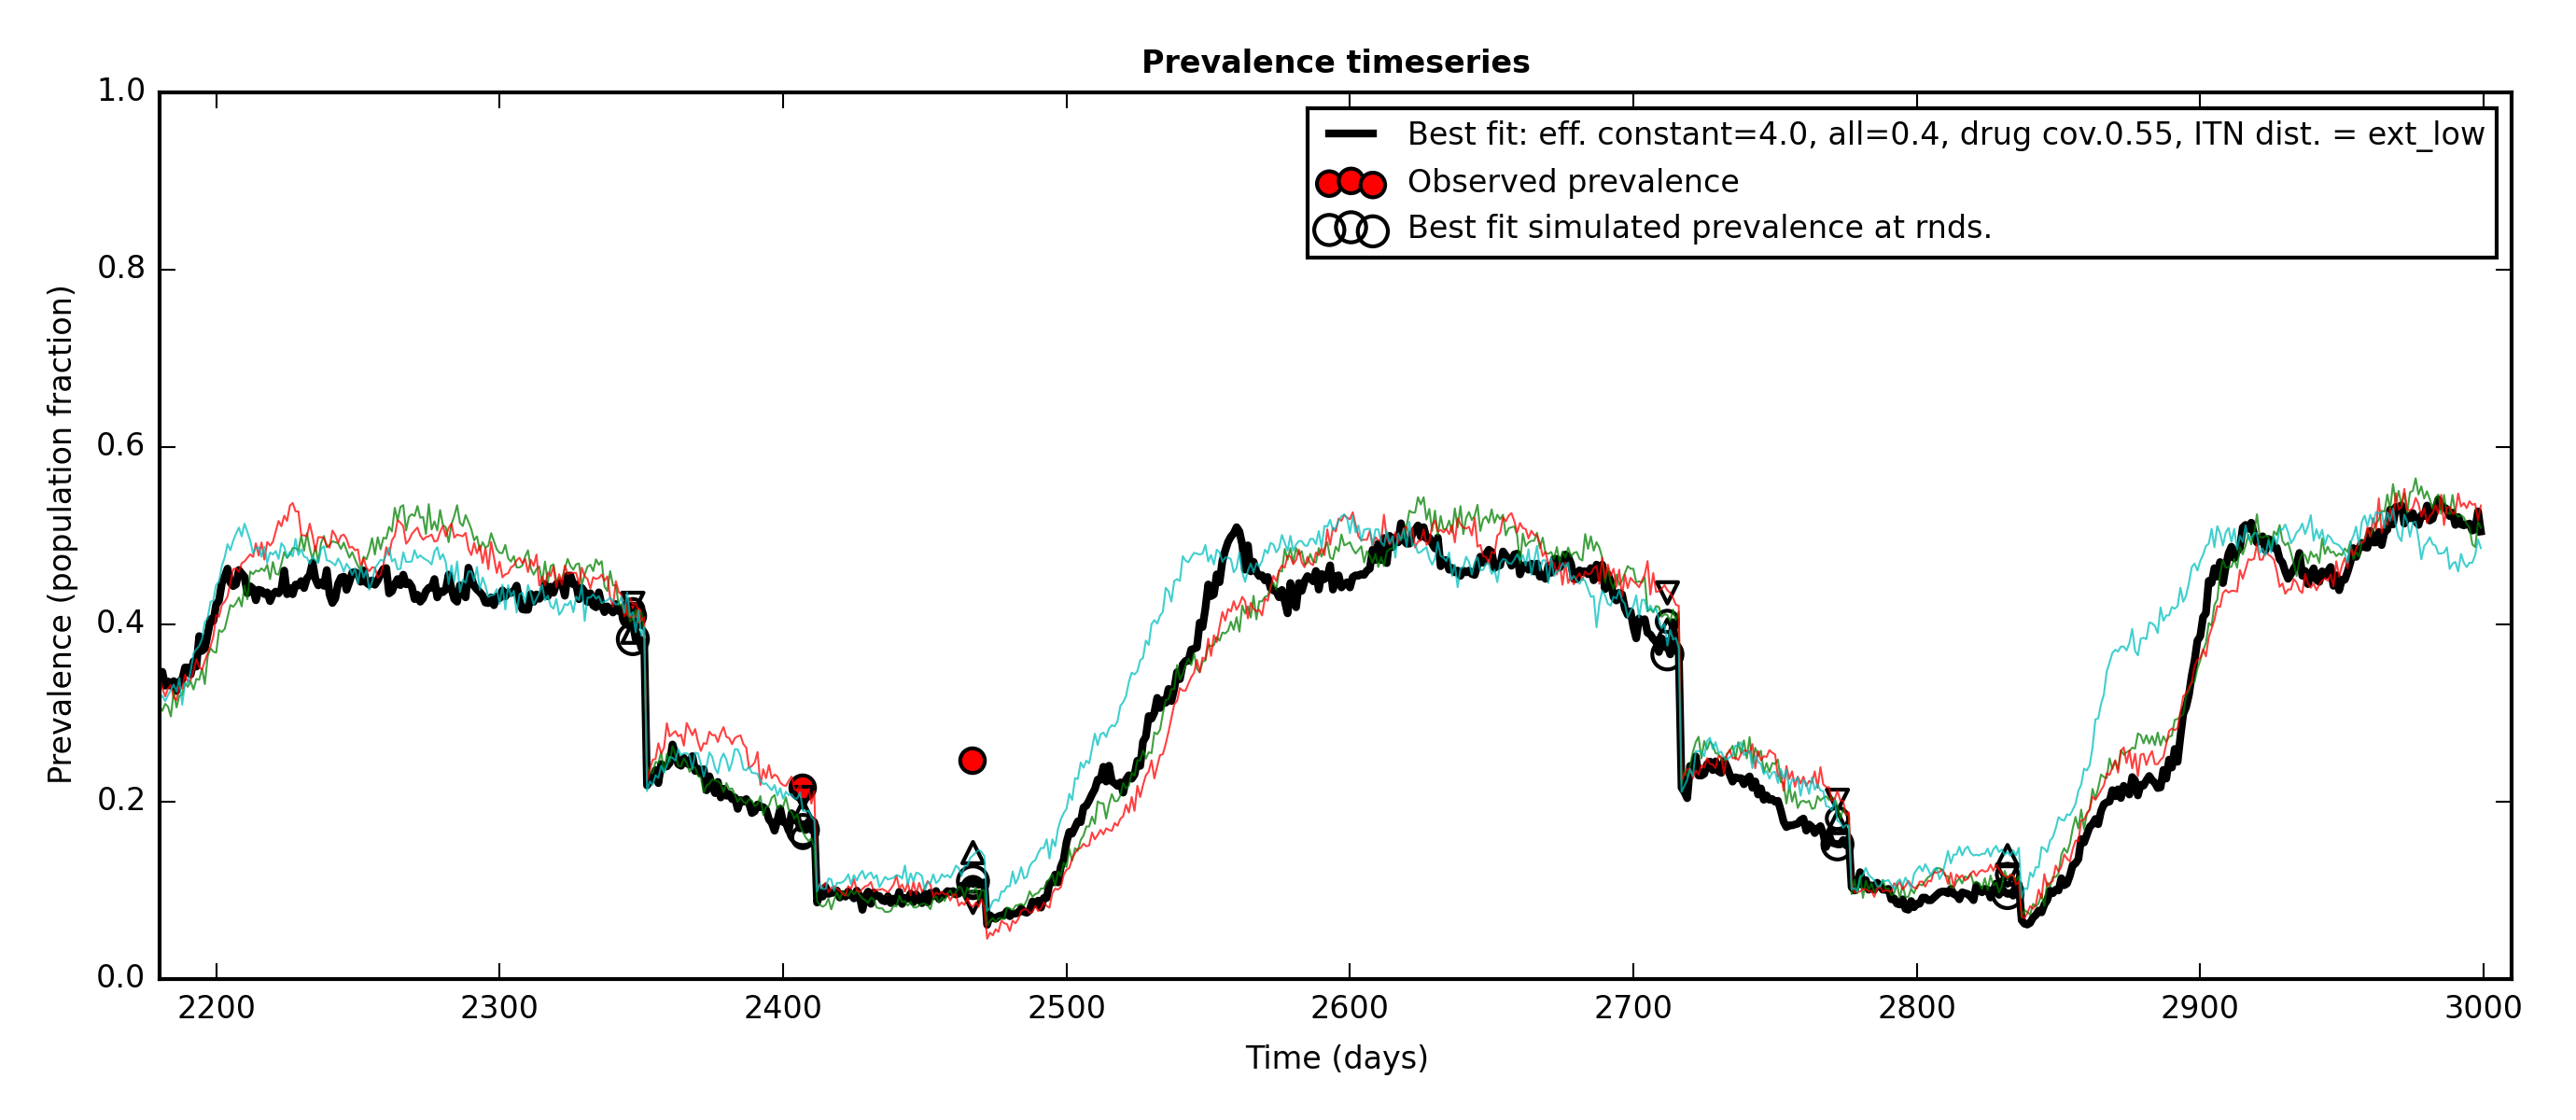 Prevalence timeseries
1.0
0.8
0.6
0.4
0.2
0.0
Prevalence (population fraction)
Best fit: eff. constant=4.0, all=0.4, drug cov.0.55, ITN dist. = ext_low
Observed prevalence
Best fit simulated prevalence at rnds.
2200 2300 2400 2500 2600 2700 2800 2900 3000
Time (days)